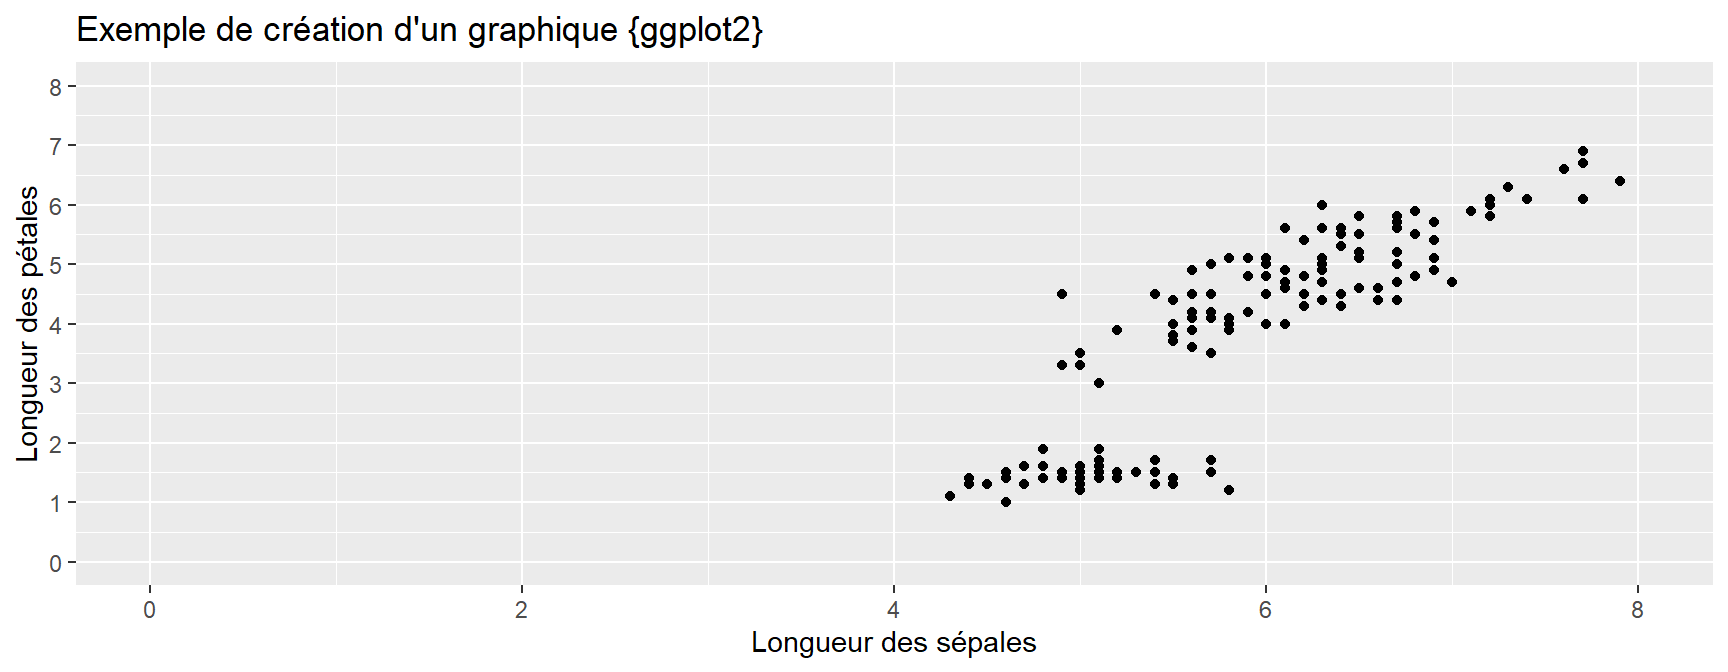 Exemple de création d'un graphique {ggplot2}
Longueur des pétales
8
7
6
5
4
3
2
1
0
0 2 4 6 8
Longueur des sépales